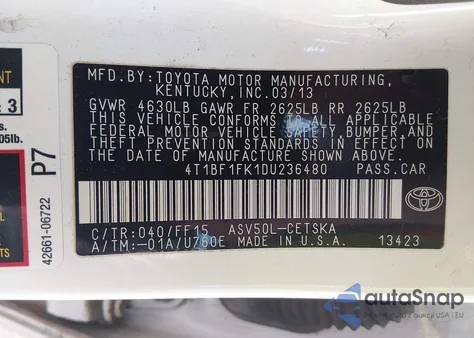 MFD.BY:TOYOTA MOTOR MANUFACTURING,
KENTUCKY, INC. 03/13
GVWR 4630LB GAWR FR 2625LB RR 2625LB
THIS VEHICLE CONFORMS TO ALL APPLICABLE
FEDERAL MOTOR VEHICLE SAFETY, BUMPER, AND
THEFT PREVENTION STANDARDS IN EFFECT ON
THE DATE OF MANUFACTURE SHOWN ABOVE.
4T1BF1FK1DU236480 PASS.CAR
C/TR:040/FF15 ASV50L-CETSKA
A/TM:-01A/U760E MADE IN U.S.A. 13423
TOYOTA
P7
42661-06722
& 3
05lb.
autoSnap